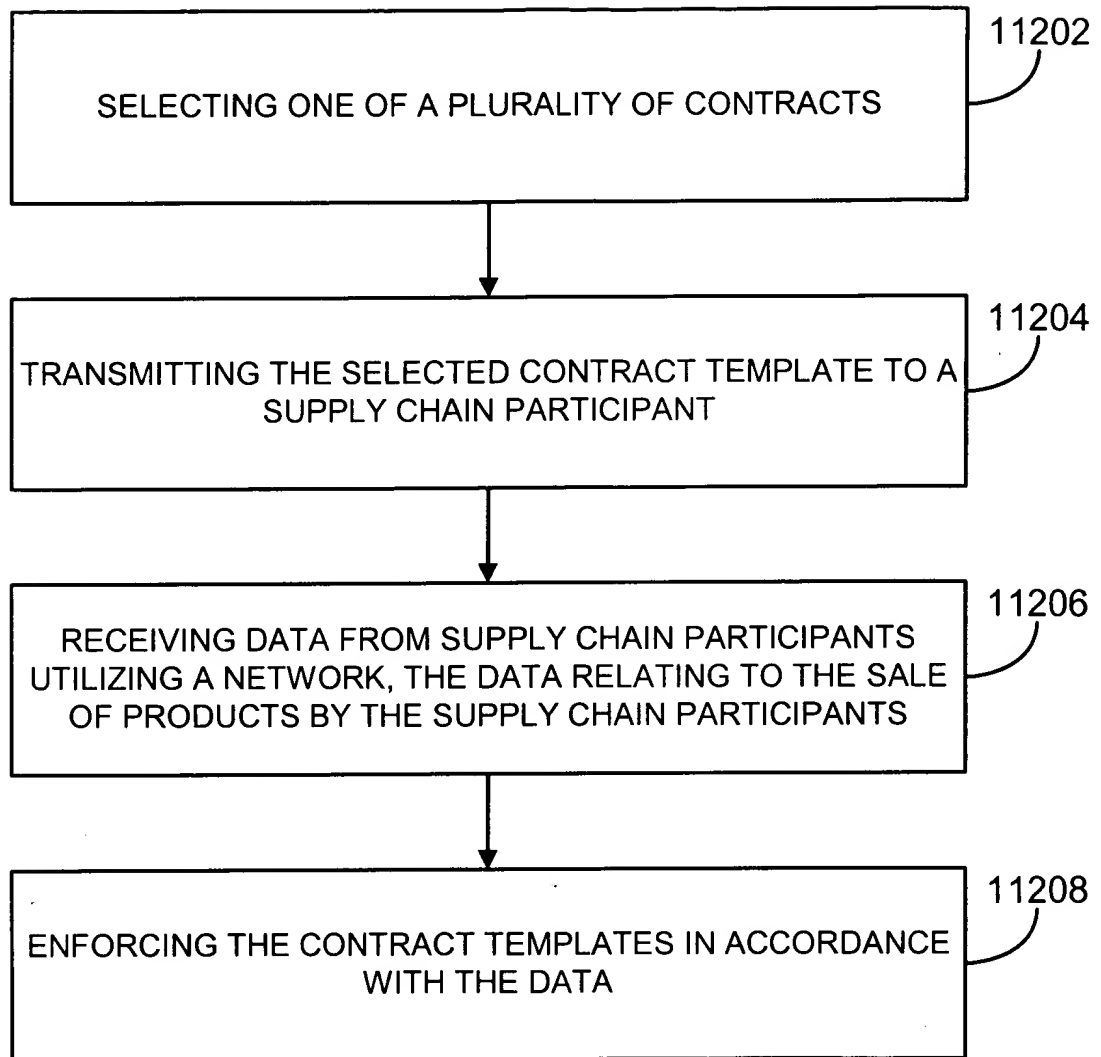 11202
SELECTING ONE OF A PLURALITY OF CONTRACTS
11204
TRANSMITTING THE SELECTED CONTRACT TEMPLATE TO A
SUPPLY CHAIN PARTICIPANT
11206
RECEIVING DATA FROM SUPPLY CHAIN PARTICIPANTS
UTILIZING A NETWORK, THE DATA RELATING TO THE SALE
OF PRODUCTS BY THE SUPPLY CHAIN PARTICIPANTS
11208
ENFORCING THE CONTRACT TEMPLATES IN ACCORDANCE
WITH THE DATA